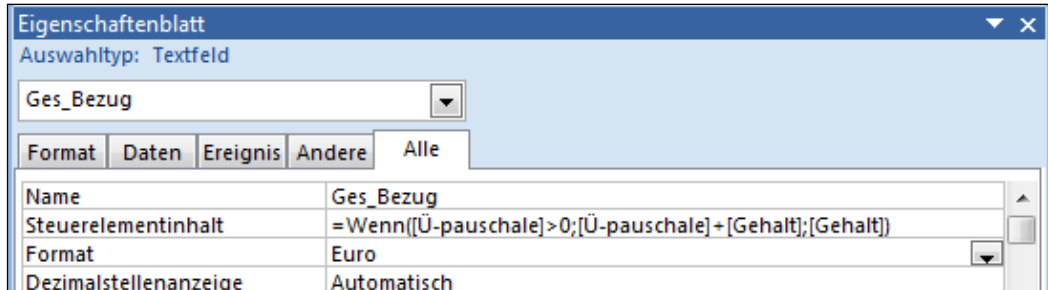 Eigenschaftenblatt
Auswahltyp: Textfeld
Ges_Bezug
Format Daten Ereignis Andere Alle
Name Ges_Bezug
Steuerelementinhalt =Wenn([Ü-pauschale]>0;[Ü-pauschale]+[Gehalt];[Gehalt])
Format Euro
Dezimalstellenanzeige Automatisch